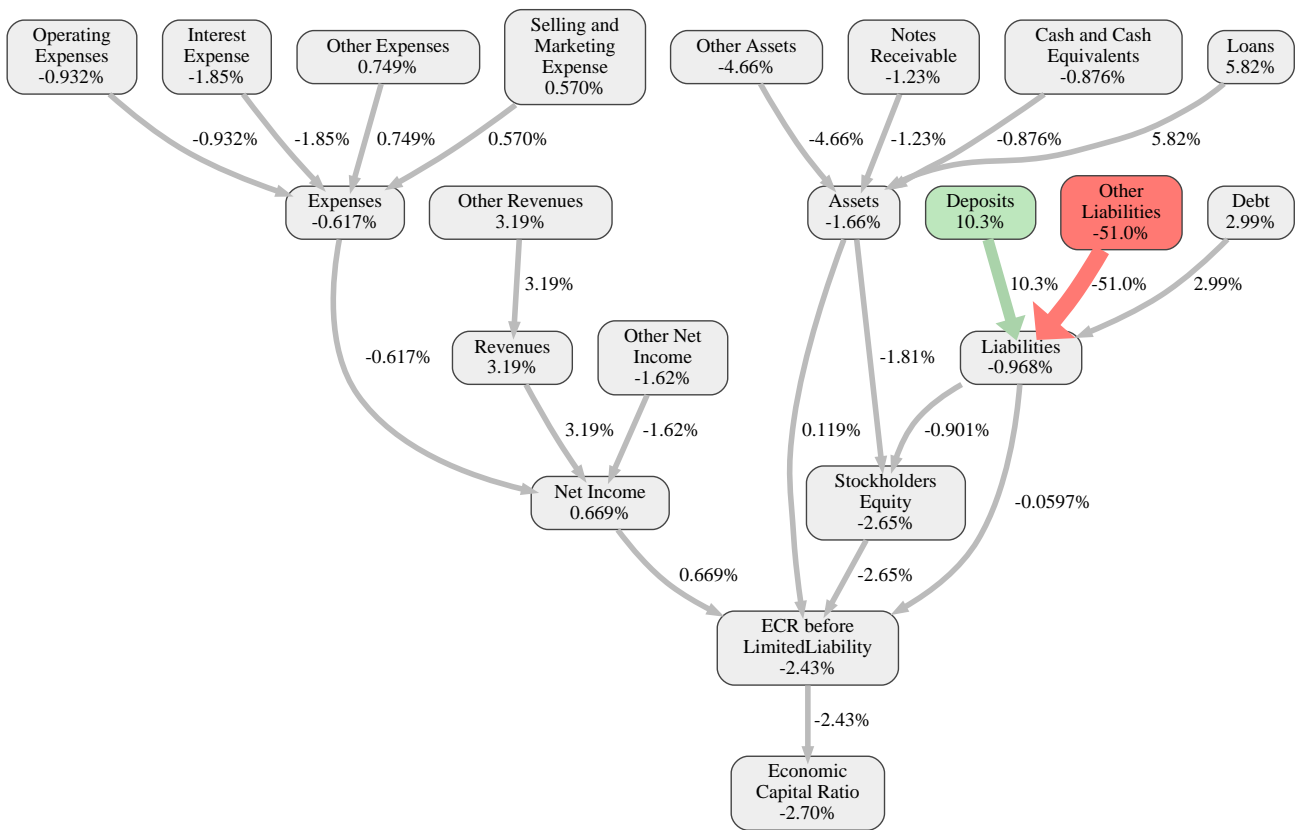 Operating
Expenses
-0.932%
Interest
Expense
-1.85%
Other Expenses
0.749%
Selling and
Marketing
Expense
0.570%
Other Assets
-4.66%
Notes
Receivable
-1.23%
Cash and Cash
Equivalents
-0.876%
Loans
5.82%
-0.932%
-1.85%
0.749%
0.570%
-4.66%
-1.23%
-0.876%
5.82%
Expenses
-0.617%
Other Revenues
3.19%
Assets
-1.66%
Deposits
10.3%
Other
Liabilities
-51.0%
Debt
2.99%
3.19%
10.3%
-51.0%
2.99%
-0.617%
Revenues
3.19%
Other Net
Income
-1.62%
-1.81%
Liabilities
-0.968%
3.19%
-1.62%
0.119%
-0.901%
Net Income
0.669%
Stockholders
Equity
-2.65%
-0.0597%
0.669%
-2.65%
ECR before
LimitedLiability
-2.43%
-2.43%
Economic
Capital Ratio
-2.70%